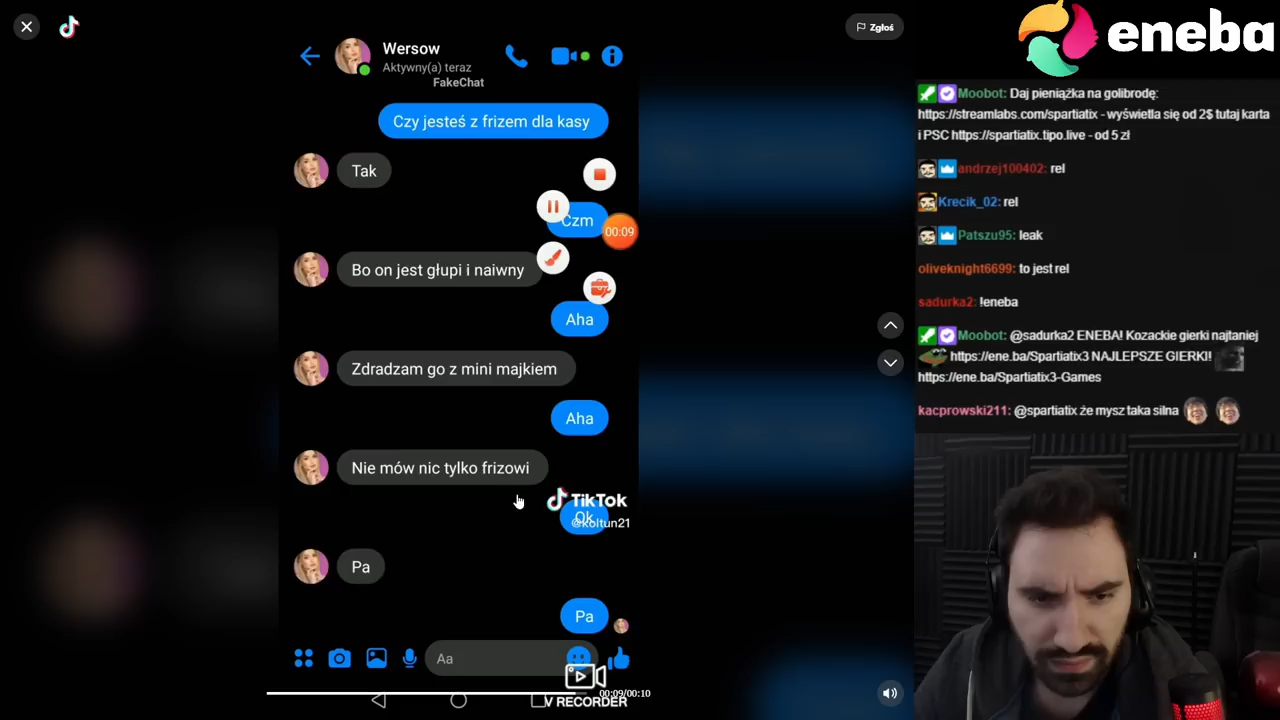 Zgłoś
eneba
Wersow
Aktywny(a) teraz
FakeChat
Czy jesteś z frizem dla kasy
Tak
Czm
00:09
Bo on jest głupi i naiwny
Aha
Zdradzam go z mini majkiem
Aha
Nie mów nic tylko frizowi
TikTok
Ok
@koltun21
Pa
Pa
Aa
00:09/00:10
V RECORDER
Moobot: Daj pieniążka na golibrodę:
https://streamlabs.com/spartiatix - wyświetla się od 2$ tutaj karta
i PSC https://spartiatix.tipo.live - od 5 zł
andrzej100402: rel
Krecik_02: rel
Patszu95: leak
oliveknight6699: to jest rel
sadurka2: !eneba
Moobot: @sadurka2 ENEBA! Kozackie gierki najtaniej
https://ene.ba/Spartiatix3 NAJLEPSZE GIERKI!
https://ene.ba/Spartiatix3-Games
kacprowski211: @spartiatix że mysz taka silna